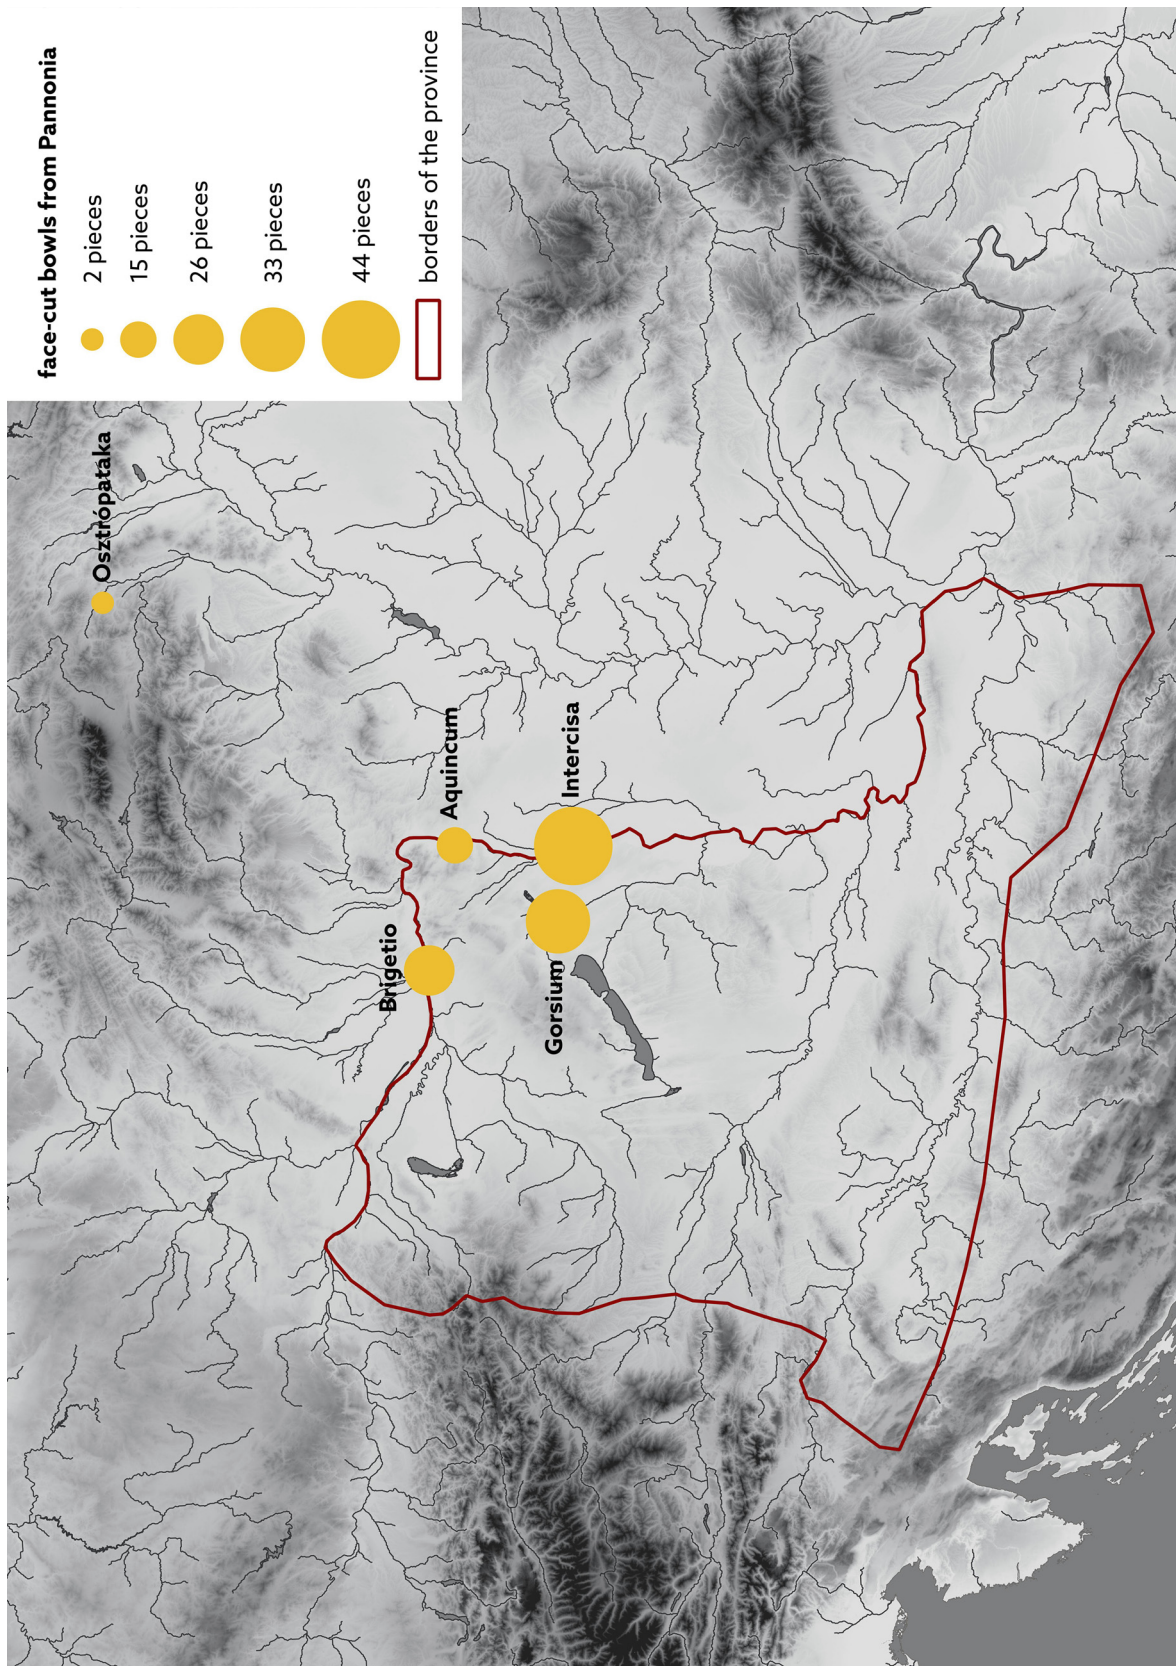 face-cut bowls from Pannonia
2 pieces
15 pieces
26 pieces
33 pieces
44 pieces
borders of the province
Osztrópatáka
Brigetio
Aquincum
Gorsium
Intercisa